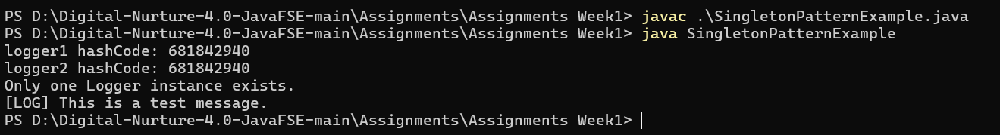 PS D:\Digital-Nurture-4.0-JavaFSE-main\Assignments\Assignments Week1> javac .\SingletonPatternExample.java
PS D:\Digital-Nurture-4.0-JavaFSE-main\Assignments\Assignments Week1> java SingletonPatternExample
logger1 hashCode: 681842940
logger2 hashCode: 681842940
Only one Logger instance exists.
[LOG] This is a test message.
PS D:\Digital-Nurture-4.0-JavaFSE-main\Assignments\Assignments Week1>